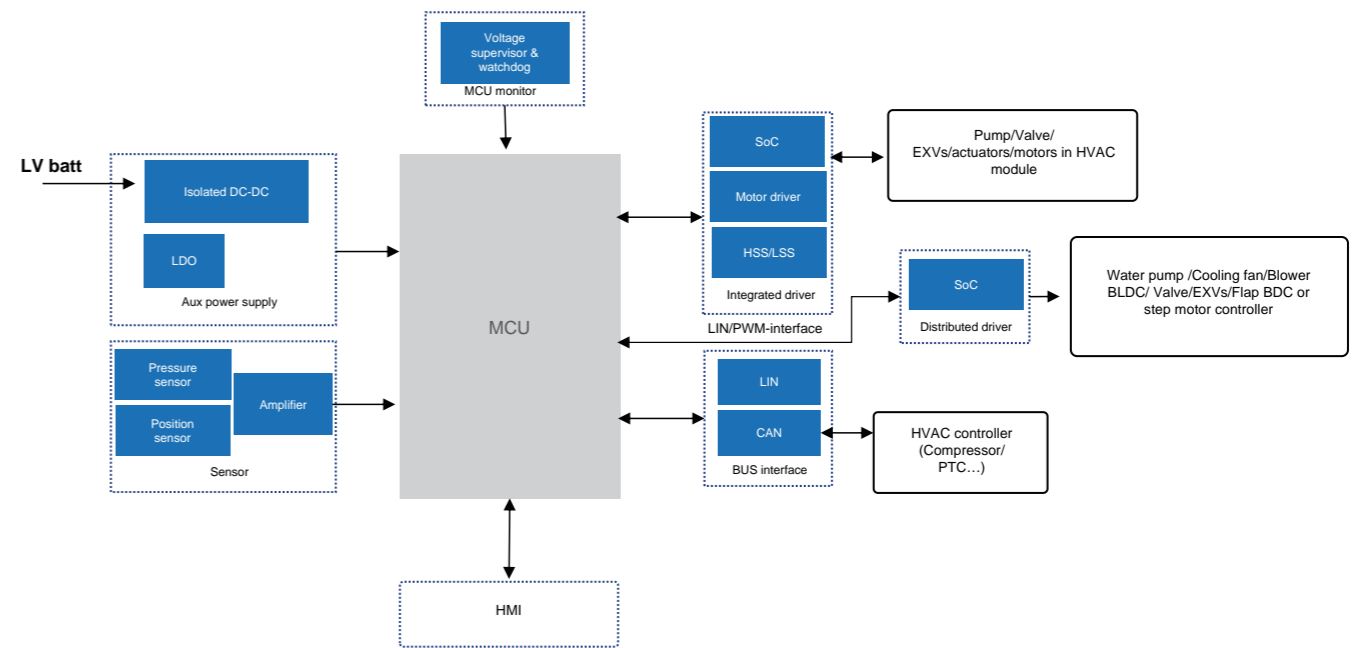 Voltage
supervisor &
watchdog
MCU monitor
LV batt
Isolated DC-DC
LDO
Aux power supply
Pressure
sensor
Position
sensor
Amplifier
Sensor
MCU
HMI
SoC
Motor driver
HSS/LSS
Integrated driver
LIN/PWM-interface
LIN
CAN
BUS interface
Pump/Valve/
EXVs/actuators/motors in HVAC
module
SoC
Distributed driver
Water pump /Cooling fan/Blower
BLDC/ Valve/EXVs/Flap BDC or
step motor controller
HVAC controller
(Compressor/
PTC…)